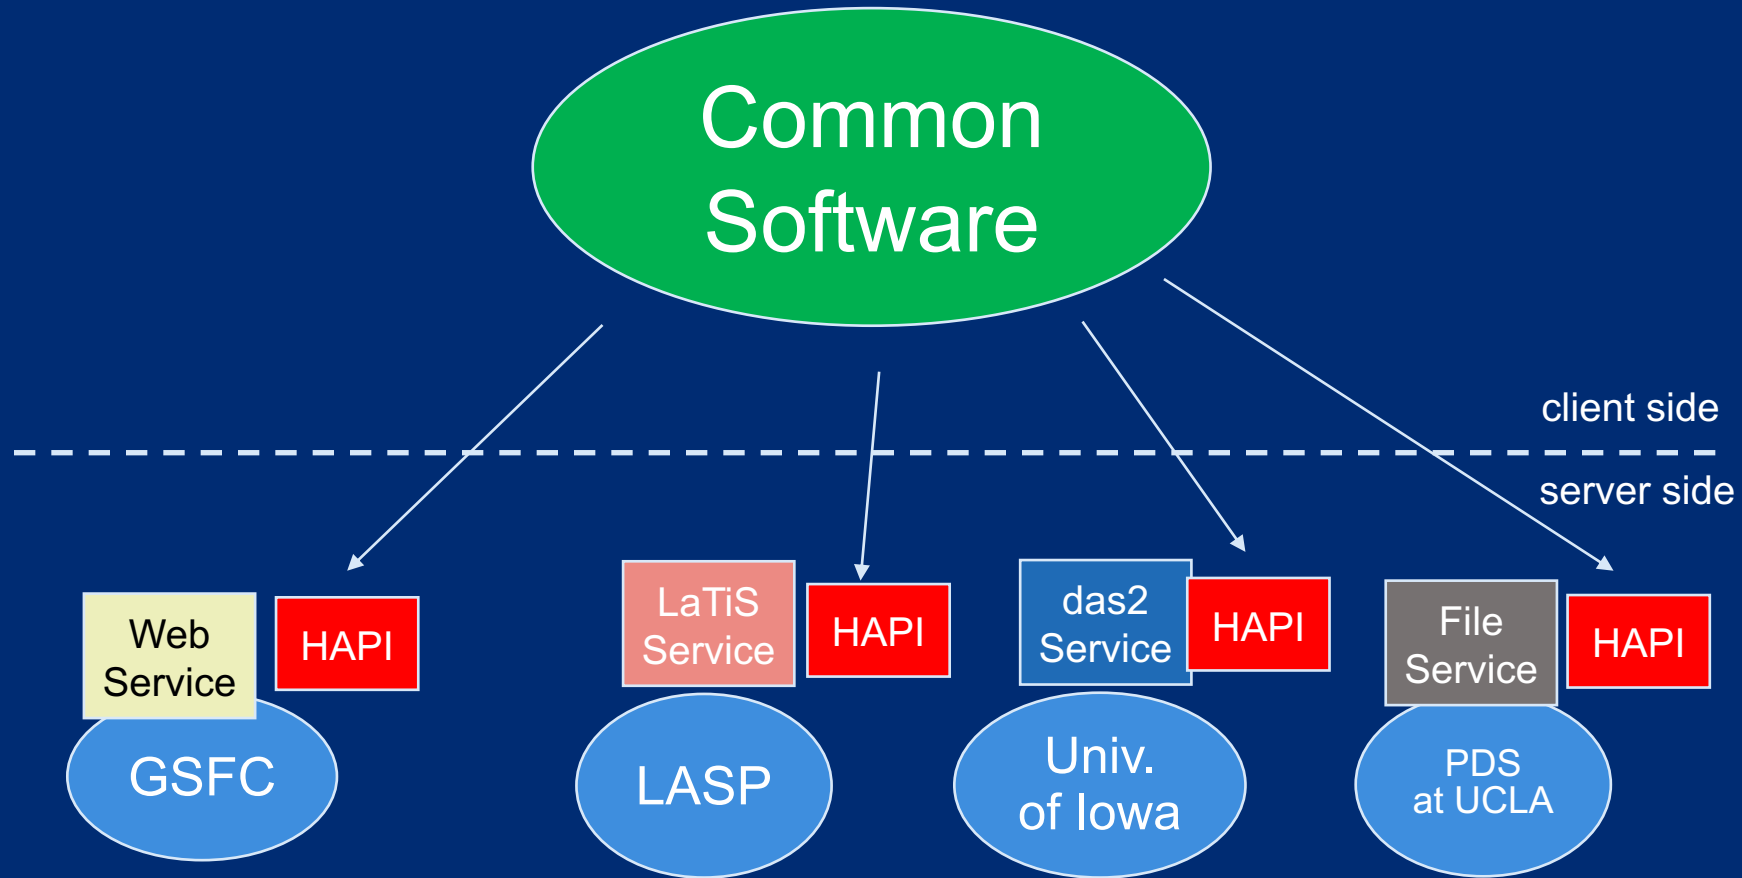 Common
Software
client side
server side
Web
Service
HAPI
LaTiS
Service
HAPI
das2
Service
HAPI
File
Service
HAPI
GSFC
LASP
Univ.
of Iowa
PDS
at UCLA